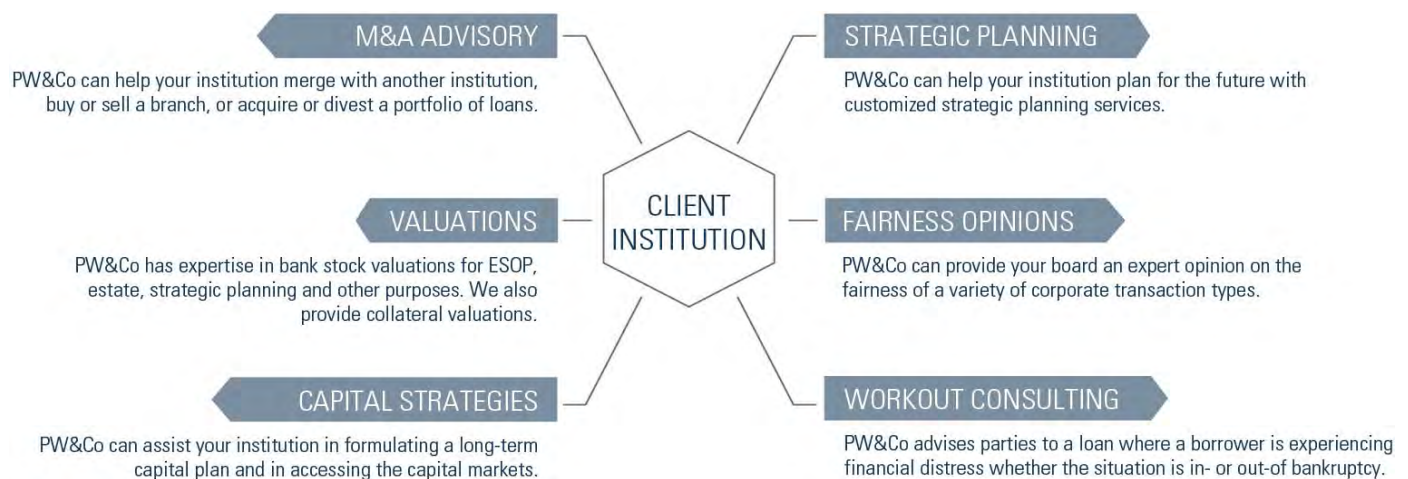 M&A ADVISORY
PW&Co can help your institution merge with another institution,
buy or sell a branch, or acquire or divest a portfolio of loans.
STRATEGIC PLANNING
PW&Co can help your institution plan for the future with
customized strategic planning services.
VALUATIONS
PW&Co has expertise in bank stock valuations for ESOP,
estate, strategic planning and other purposes. We also
provide collateral valuations.
CLIENT
INSTITUTION
FAIRNESS OPINIONS
PW&Co can provide your board an expert opinion on the
fairness of a variety of corporate transaction types.
CAPITAL STRATEGIES
PW&Co can assist your institution in formulating a long-term
capital plan and in accessing the capital markets.
WORKOUT CONSULTING
PW&Co advises parties to a loan where a borrower is experiencing
financial distress whether the situation is in- or out-of bankruptcy.